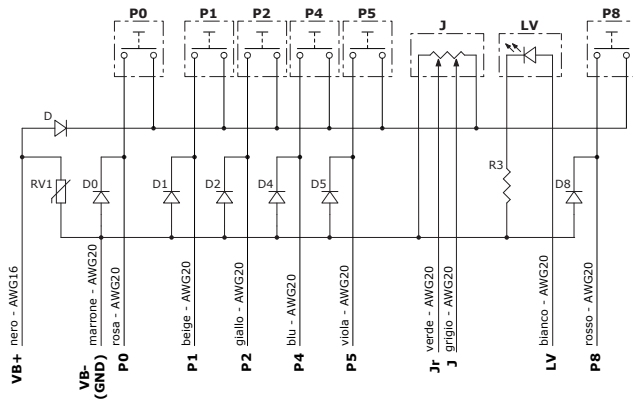 P0
P1
P2
P4
P5
J
LV
P8
D
RV1
D0
D1
D2
D4
D5
R3
D8
nero - AWG16
marrone - AWG20
rosa - AWG20
beige - AWG20
giallo - AWG20
blu - AWG20
viola - AWG20
verde - AWG20
grigio - AWG20
bianco - AWG20
rosso - AWG20
VB+
VB-
(GND)
P0
P1
P2
P4
P5
Jr
J
LV
P8